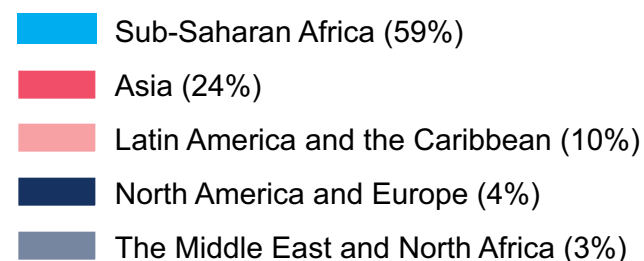 Sub-Saharan Africa (59%)
Asia (24%)
Latin America and the Caribbean (10%)
North America and Europe (4%)
The Middle East and North Africa (3%)